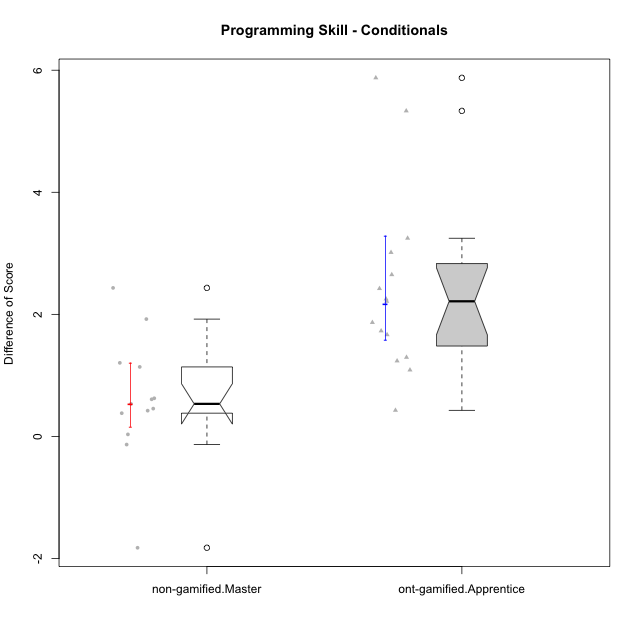 Programming Skill - Conditionals
6
4
2
0
-2
Difference of Score
non-gamified.Master
ont-gamified.Apprentice